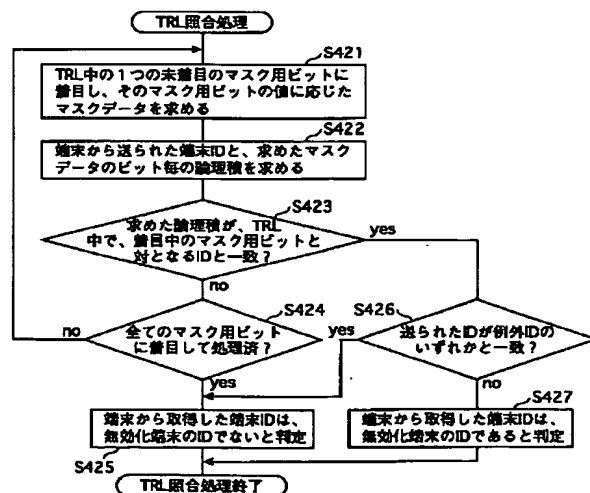 TRL照合処理
S421
TRL中の1つの未着目のマスク用ビットに
着目し、そのマスク用ビットの値に応じた
マスクデータを求める
S422
端末から送られた端末IDと、求めたマスク
データのビット毎の論理積を求める
S423
求めた論理積が、TRL
中で、着目中のマスク用ビットと
対となるIDと一致?
yes
no
S424
全てのマスク用ビット
に着目して処理済?
no
yes
S426
送られたIDが例外IDの
いずれかと一致?
yes
no
端末から取得した端末IDは、
無効化端末のIDでないと判定
S425
S427
端末から取得した端末IDは、
無効化端末のIDであると判定
TRL照合処理終了